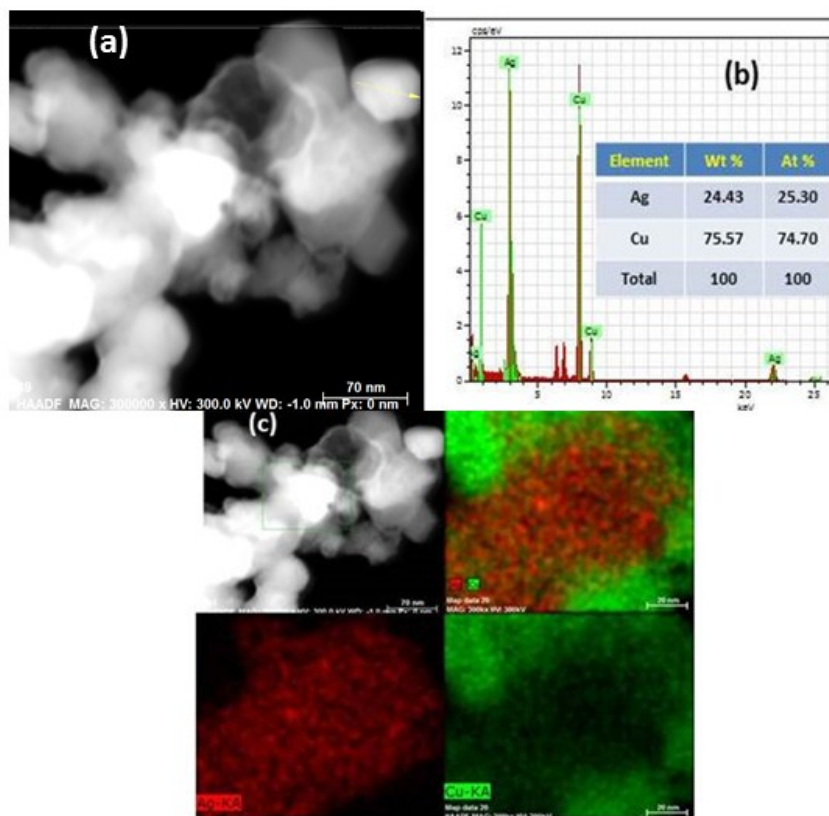 (a)
70 nm
HAADF MAG: 300000 x HV: 300.0 kV WD: -1.0 mm Px: 0 nm
cps/eV
(b)
12
10
8
6
4
2
0
Ag
Cu
Cu
Cu
Ag
5
10
15
20
25
keV
Element Wt % At %
Ag 24.43 25.30
Cu 75.57 74.70
Total 100 100
(c)
70 nm
Map data 20
MAG: 300kx HV: 300kV
20 nm
Ag-KA
Cu-KA
Map data 20
20 nm